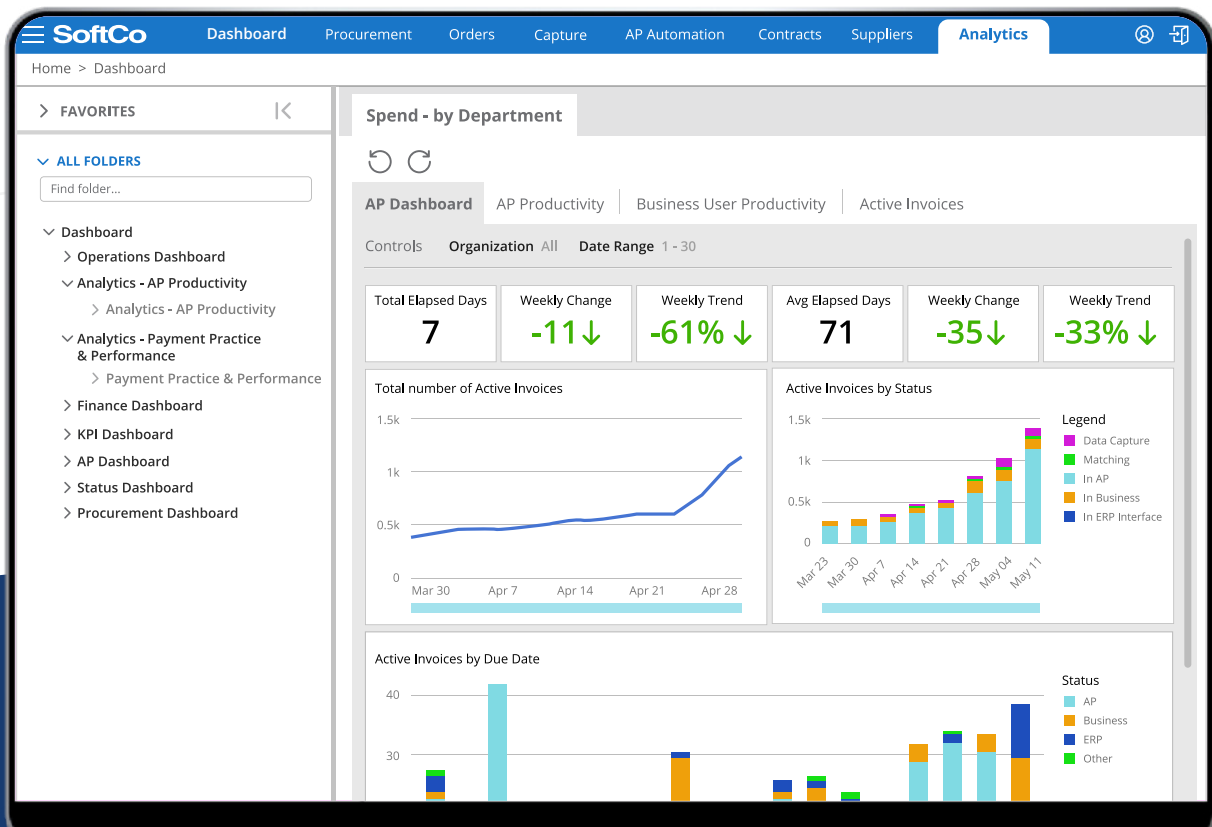 SoftCo
Dashboard Procurement Orders Capture AP Automation Contracts Suppliers Analytics
Home > Dashboard
FAVORITES
ALL FOLDERS
Find folder...
Dashboard
Operations Dashboard
Analytics - AP Productivity
Analytics - AP Productivity
Analytics - Payment Practice
& Performance
Payment Practice & Performance
Finance Dashboard
KPI Dashboard
AP Dashboard
Status Dashboard
Procurement Dashboard
Spend - by Department
AP Dashboard AP Productivity Business User Productivity Active Invoices
Controls Organization All Date Range 1 - 30
Total Elapsed Days Weekly Change Weekly Trend Avg Elapsed Days Weekly Change Weekly Trend
7 -11↓ -61% ↓ 71 -35↓ -33% ↓
Total number of Active Invoices
1.5k
1k
0.5k
0
Mar 30 Apr 7 Apr 14 Apr 21 Apr 28
Active Invoices by Status
1.5k
1k
0.5k
0
Mar 23 Mar 30 Apr 7 Apr 14 Apr 21 Apr 28 May 04 May 11
Legend
Data Capture
Matching
In AP
In Business
In ERP Interface
Active Invoices by Due Date
40
30
Status
AP
Business
ERP
Other